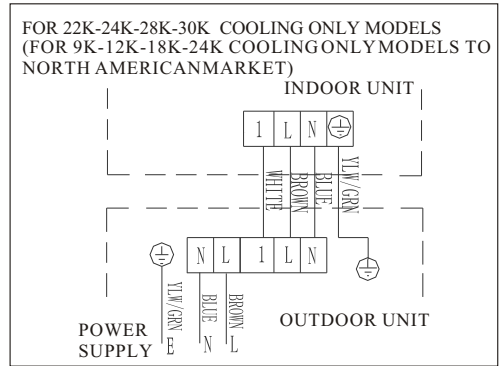 FOR 22K-24K-28K-30K COOLING ONLY MODELS
(FOR 9K-12K-18K-24K COOLING ONLY MODELS TO
NORTH AMERICANMARKET)
INDOOR UNIT
1 L N
WHITE
BROWN
BLUE
YLW/GRN
N L 1 L N
YLW/GRN
BLUE
BROWN
OUTDOOR UNIT
POWER
SUPPLY E N L